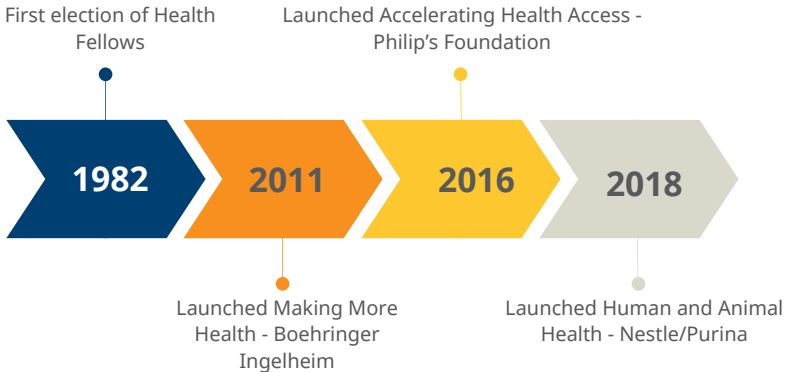 First election of Health
Fellows
Launched Accelerating Health Access -
Philip's Foundation
1982
2011
2016
2018
Launched Making More
Health - Boehringer
Ingelheim
Launched Human and Animal
Health - Nestle/Purina